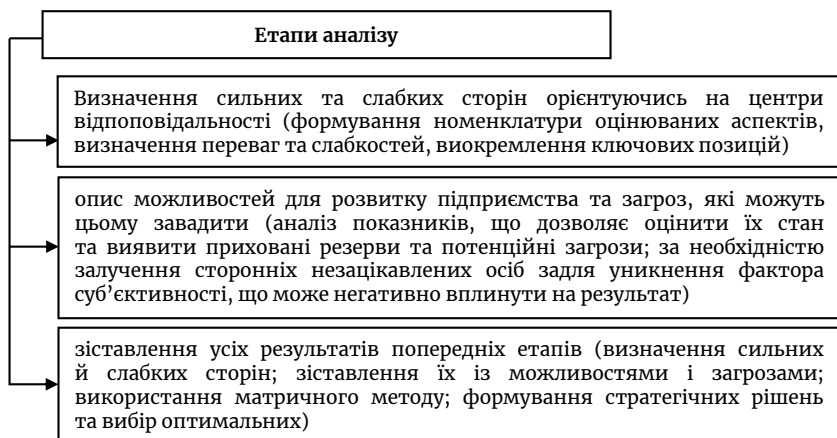 Етапи аналізу
Визначення сильних та слабких сторін орієнтуючись на центри
відпоповідальності (формування номенклатури оцінюваних аспектів,
визначення переваг та слабкостей, виокремлення ключових позицій)
опис можливостей для розвитку підприємства та загроз, які можуть
цьому завадити (аналіз показників, що дозволяє оцінити їх стан
та виявити приховані резерви та потенційні загрози; за необхідністю
залучення сторонніх незацікавлених осіб задля уникнення фактора
суб’єктивності, що може негативно вплинути на результат)
зіставлення усіх результатів попередніх етапів (визначення сильних
й слабких сторін; зіставлення їх із можливостями і загрозами;
використання матричного методу; формування стратегічних рішень
та вибір оптимальних)